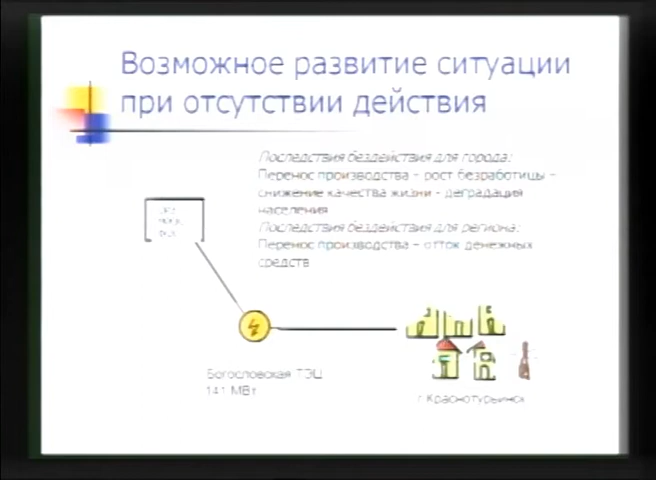 Возможное развитие ситуации
при отсутствии действия
Последствия бездействия для города:
Перенос производства – рост безработицы –
снижение качества жизни - деградация
населения
Последствия бездействия для региона:
Перенос производства – отток денежных
средств
Богословская ТЭЦ
141 МВт
г.Краснотурьинск